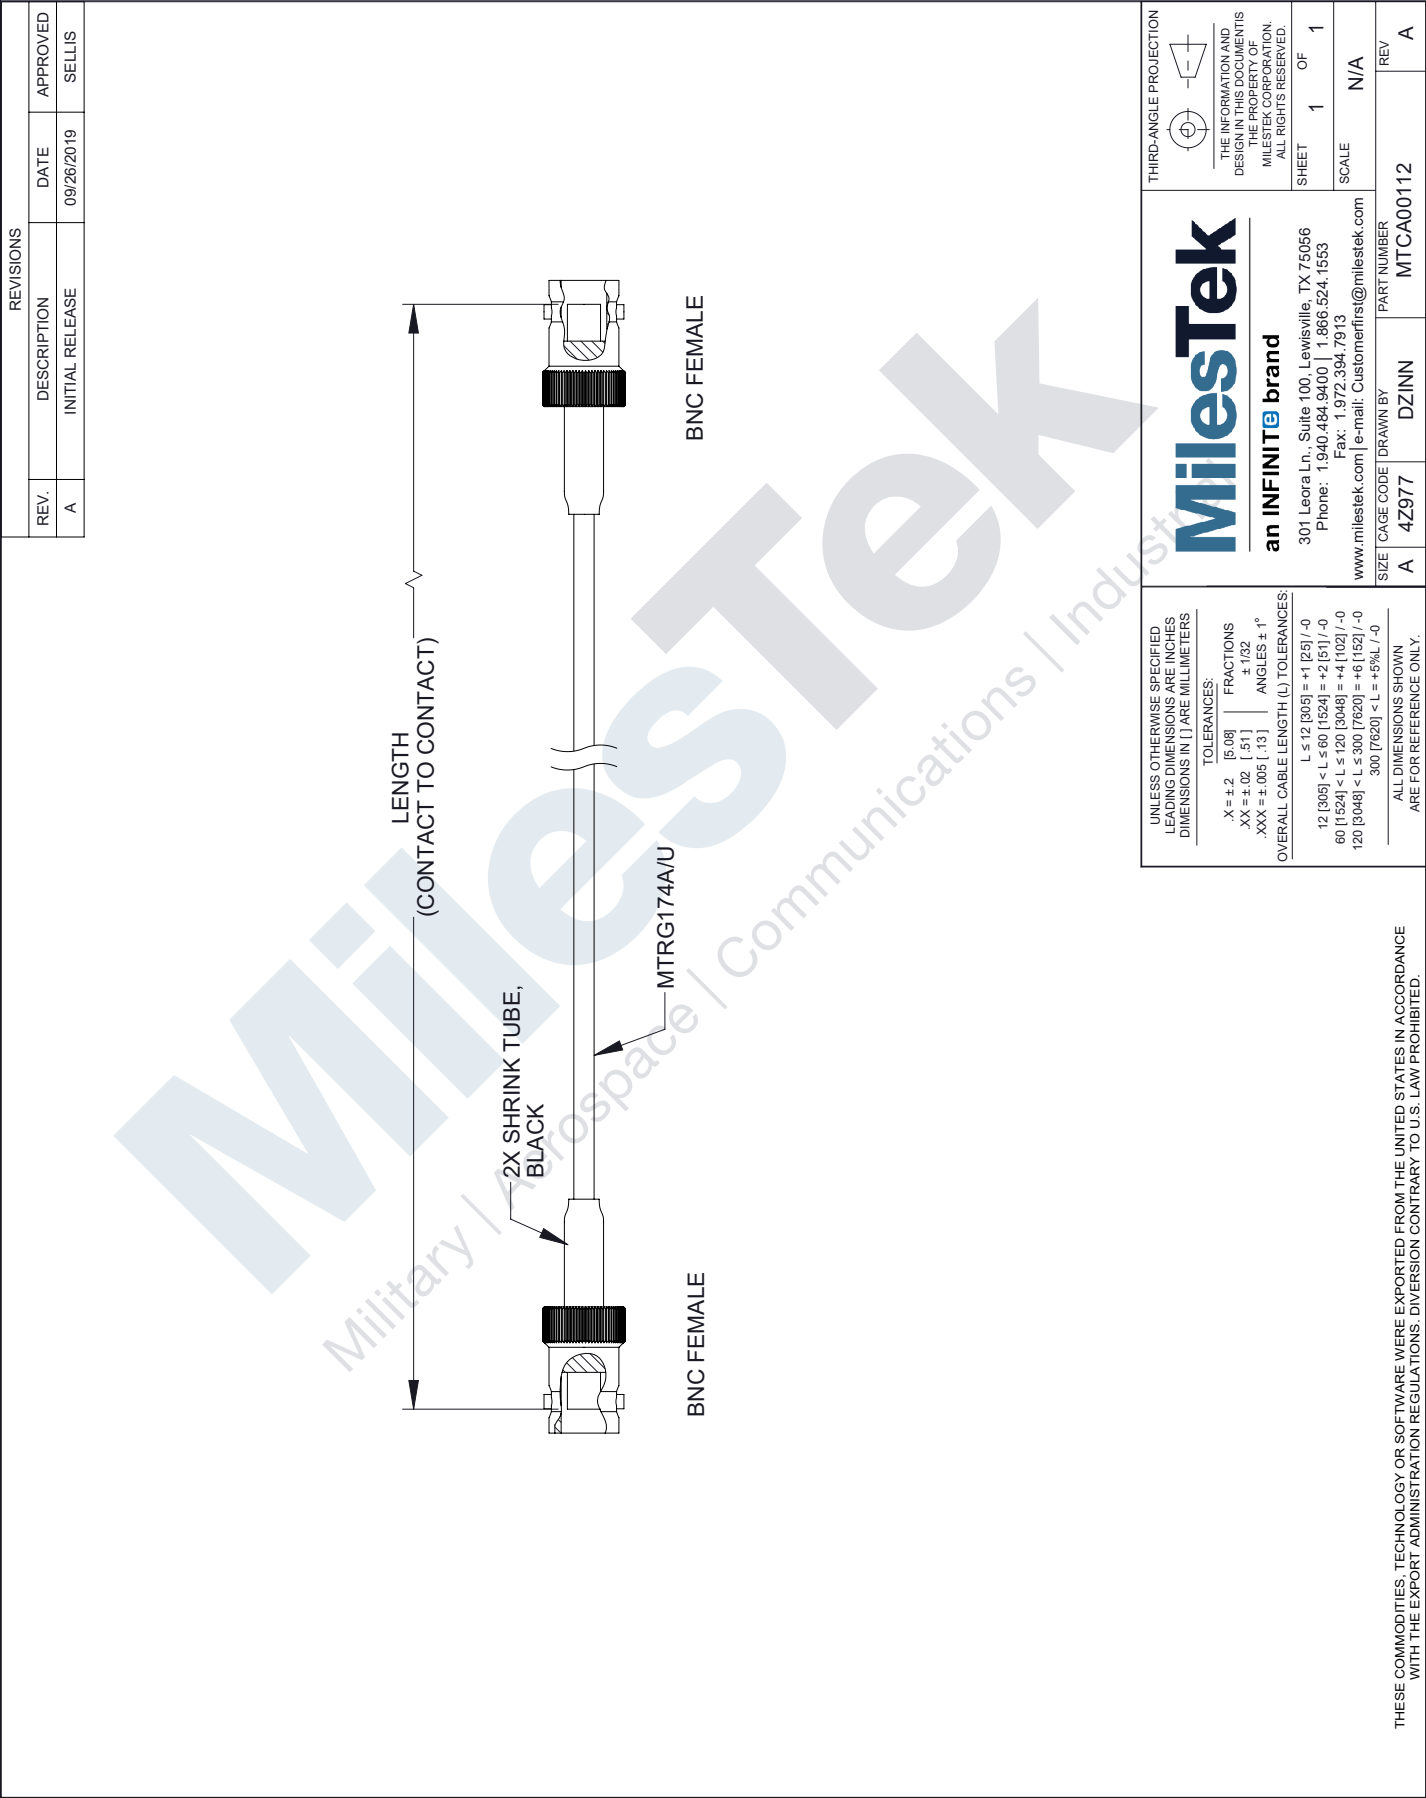 REVISIONS
REV. DESCRIPTION DATE APPROVED
A INITIAL RELEASE 09/26/2019 SELLIS
LENGTH
(CONTACT TO CONTACT)
2X SHRINK TUBE,
BLACK
MTRG174A/U
BNC FEMALE
BNC FEMALE
MilesTek
Military | Aerospace | Communications | Industrial
UNLESS OTHERWISE SPECIFIED
LEADING DIMENSIONS ARE INCHES
DIMENSIONS IN [ ] ARE MILLIMETERS
TOLERANCES:
.X = ±.2 [5.08] FRACTIONS
.XX = ±.02 [ .51] ± 1/32
.XXX = ±.005 [ .13] ANGLES ± 1°
OVERALL CABLE LENGTH (L) TOLERANCES:
L ≤ 12 [305] = +1 [25] / -0
12 [305] < L ≤ 60 [1524] = +2 [51] / -0
60 [1524] < L ≤ 120 [3048] = +4 [102] / -0
120 [3048] < L ≤ 300 [7620] = +6 [152] / -0
300 [7620] < L = +5%L / -0
ALL DIMENSIONS SHOWN
ARE FOR REFERENCE ONLY.
MilesTek
an INFINITe brand
301 Leora Ln., Suite 100, Lewisville, TX 75056
Phone: 1.940.484.9400 | 1.866.524.1553
Fax: 1.972.394.7913
www.milestek.com | e-mail: Customerfirst@milestek.com
THIRD-ANGLE PROJECTION
THE INFORMATION AND
DESIGN IN THIS DOCUMENTIS
THE PROPERTY OF
MILESTEK CORPORATION.
ALL RIGHTS RESERVED.
SHEET 1 OF 1
SCALE N/A
SIZE CAGE CODE DRAWN BY PART NUMBER REV
A 4Z977 DZINN MTCA00112 A
THESE COMMODITIES, TECHNOLOGY OR SOFTWARE WERE EXPORTED FROM THE UNITED STATES IN ACCORDANCE
WITH THE EXPORT ADMINISTRATION REGULATIONS. DIVERSION CONTRARY TO U.S. LAW PROHIBITED.